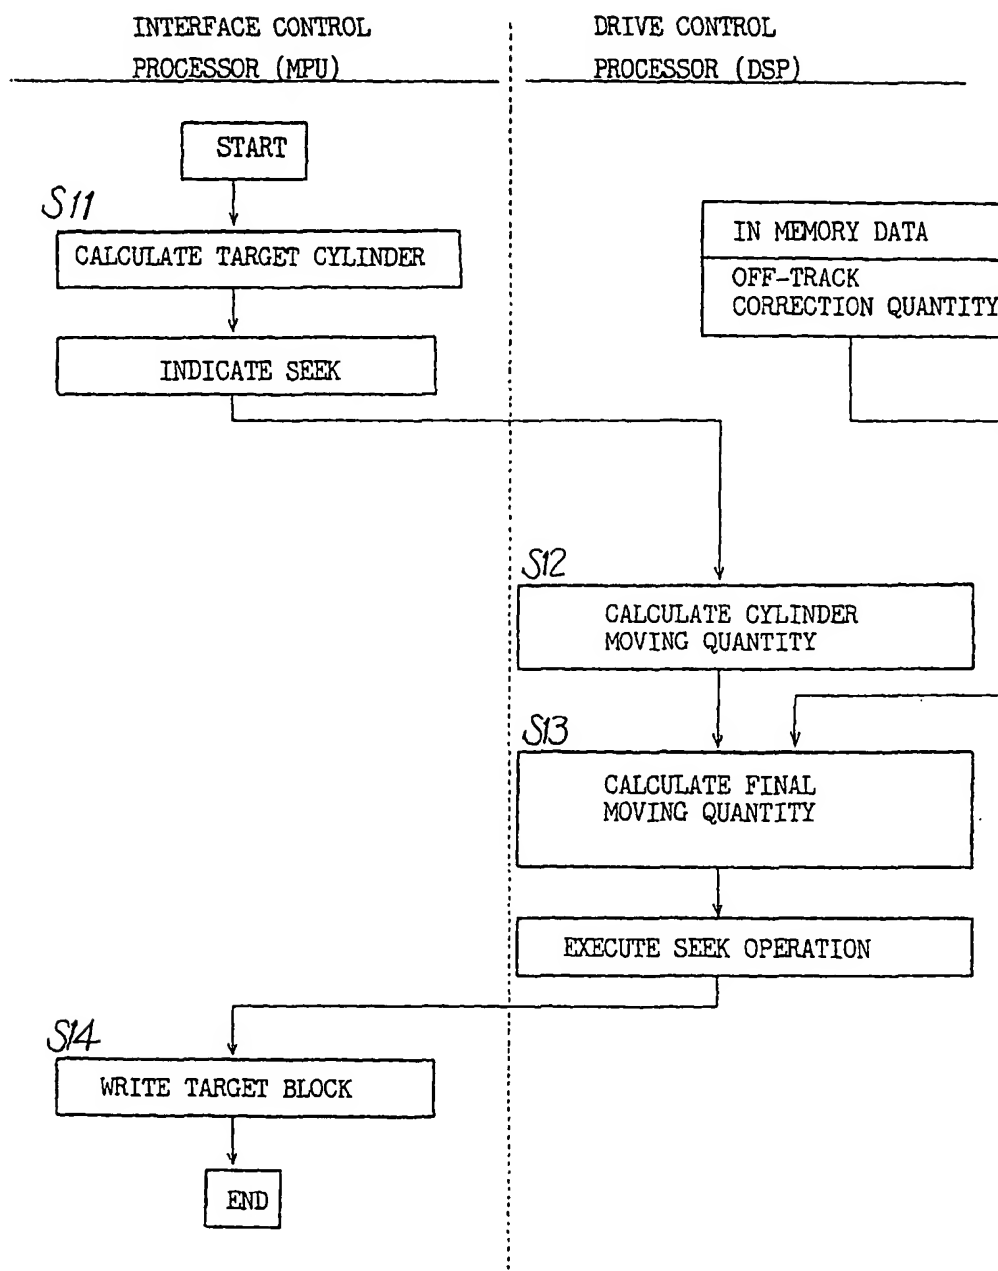 INTERFACE CONTROL
PROCESSOR (MPU)
DRIVE CONTROL
PROCESSOR (DSP)
START
S11
CALCULATE TARGET CYLINDER
INDICATE SEEK
IN MEMORY DATA
OFF-TRACK
CORRECTION QUANTITY
S12
CALCULATE CYLINDER
MOVING QUANTITY
S13
CALCULATE FINAL
MOVING QUANTITY
EXECUTE SEEK OPERATION
S14
WRITE TARGET BLOCK
END